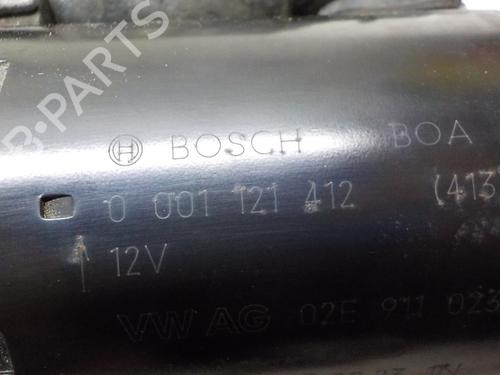 B-PARTS
BOSCH BOA
0 001 121 412 (413
12V
VW AG 02E 911 023